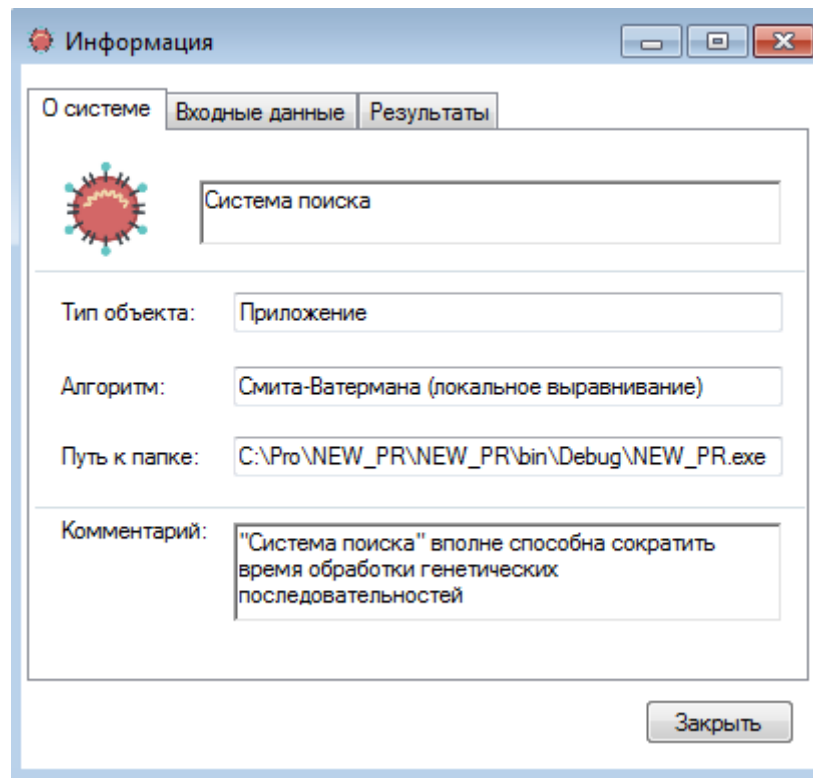 Информация
О системе Входные данные Результаты
Система поиска
Тип объекта: Приложение
Алгоритм: Смита-Ватермана (локальное выравнивание)
Путь к папке: C:\Pro\NEW_PR\NEW_PR\bin\Debug\NEW_PR.exe
Комментарий: "Система поиска" вполне способна сократить
время обработки генетических
последовательностей
Закрыть